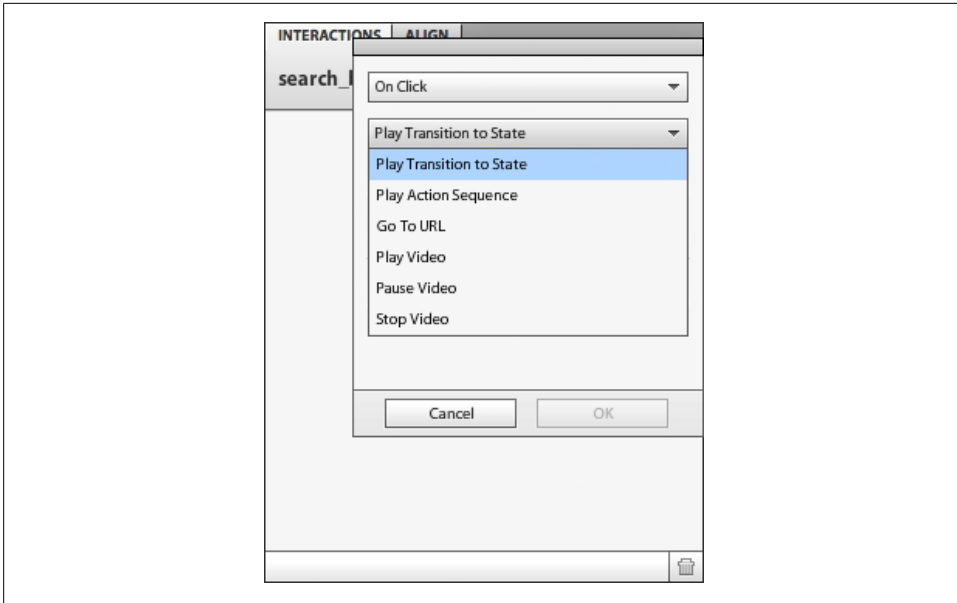 INTERACTIONS ALIGN
search_
On Click
Play Transition to State
Play Transition to State
Play Action Sequence
Go To URL
Play Video
Pause Video
Stop Video
Cancel OK